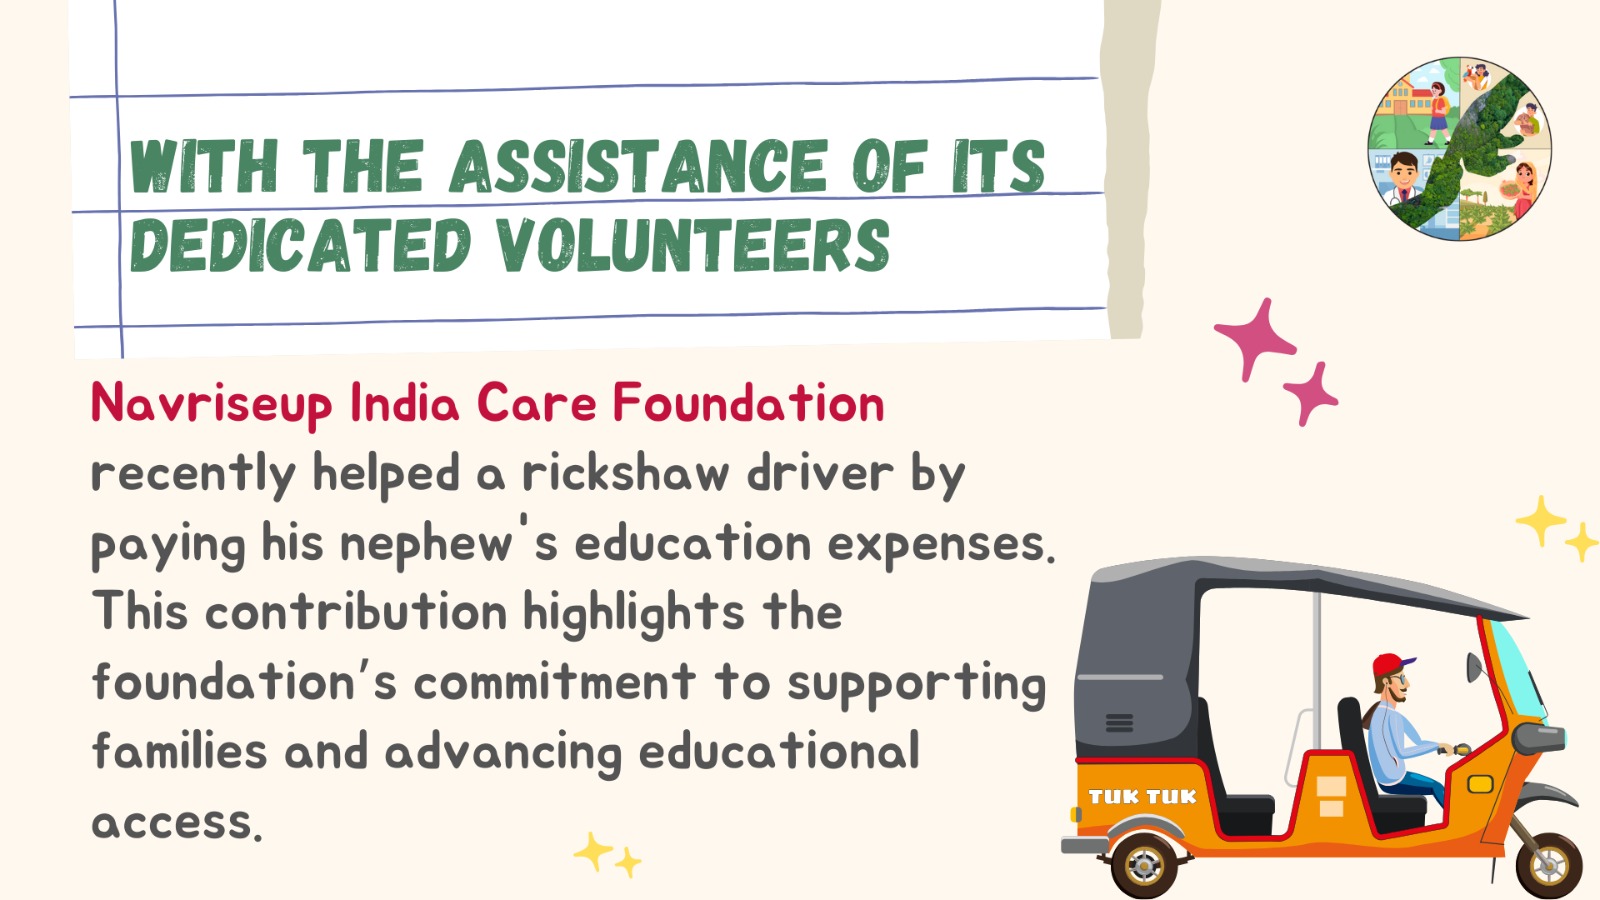 WITH THE ASSISTANCE OF ITS
DEDICATED VOLUNTEERS
Navriseup India Care Foundation
recently helped a rickshaw driver by
paying his nephew's education expenses.
This contribution highlights the
foundation’s commitment to supporting
families and advancing educational
access.
TUK TUK